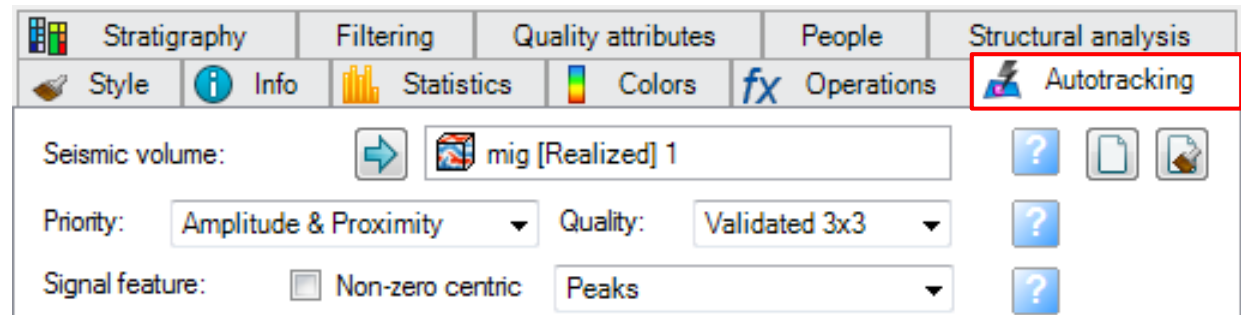 Stratigraphy Filtering Quality attributes People Structural analysis
Style Info Statistics Colors fx Operations Autotracking
Seismic volume: mig [Realized] 1 ?
Priority: Amplitude & Proximity Quality: Validated 3x3 ?
Signal feature: Non-zero centric Peaks ?